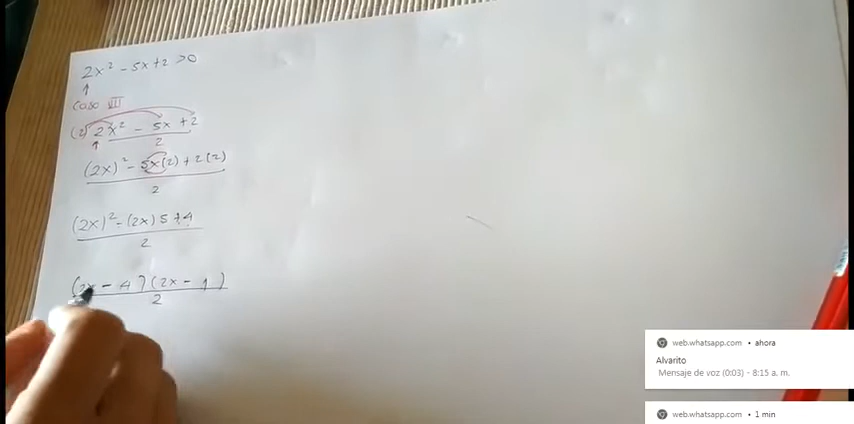 2x² - 5x + 2 >0
Caso VII
(2) 2x² - 5x + 2
2
(2x)² - 5x(2) + 2(2)
2
(2x)² - (2x) 5 + 4
2
(2x - 4) (2x - 1)
2
web.whatsapp.com • ahora
Alvarito
Mensaje de voz (0:03) - 8:15 a. m.
web.whatsapp.com • 1 min